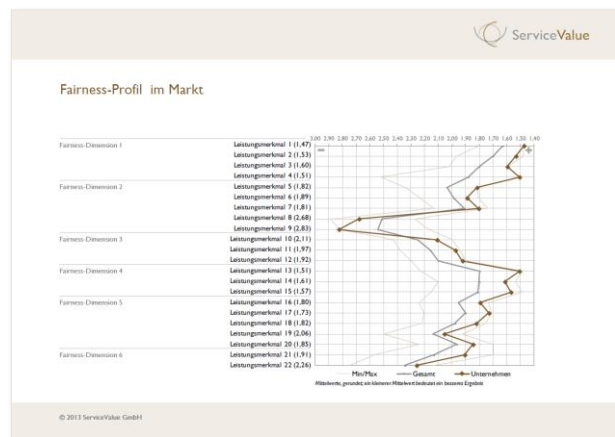 ServiceValue
Fairness-Profil im Markt
3,00 2,90 2,80 2,70 2,60 2,50 2,40 2,30 2,20 2,10 2,00 1,90 1,80 1,70 1,60 1,50 1,40
Fairness-Dimension 1 Leistungsmerkmal 1 (1,47)
Leistungsmerkmal 2 (1,53)
Leistungsmerkmal 3 (1,60)
Leistungsmerkmal 4 (1,51)
Fairness-Dimension 2 Leistungsmerkmal 5 (1,82)
Leistungsmerkmal 6 (1,89)
Leistungsmerkmal 7 (1,81)
Leistungsmerkmal 8 (2,68)
Leistungsmerkmal 9 (2,83)
Fairness-Dimension 3 Leistungsmerkmal 10 (2,11)
Leistungsmerkmal 11 (1,97)
Leistungsmerkmal 12 (1,92)
Fairness-Dimension 4 Leistungsmerkmal 13 (1,51)
Leistungsmerkmal 14 (1,61)
Leistungsmerkmal 15 (1,57)
Fairness-Dimension 5 Leistungsmerkmal 16 (1,80)
Leistungsmerkmal 17 (1,73)
Leistungsmerkmal 18 (1,82)
Leistungsmerkmal 19 (2,06)
Leistungsmerkmal 20 (1,85)
Fairness-Dimension 6 Leistungsmerkmal 21 (1,91)
Leistungsmerkmal 22 (2,26)
Min/Max Gesamt Unternehmen
Mittelwerte, gerundet; ein kleinerer Mittelwert bedeutet ein besseres Ergebnis
© 2013 ServiceValue GmbH